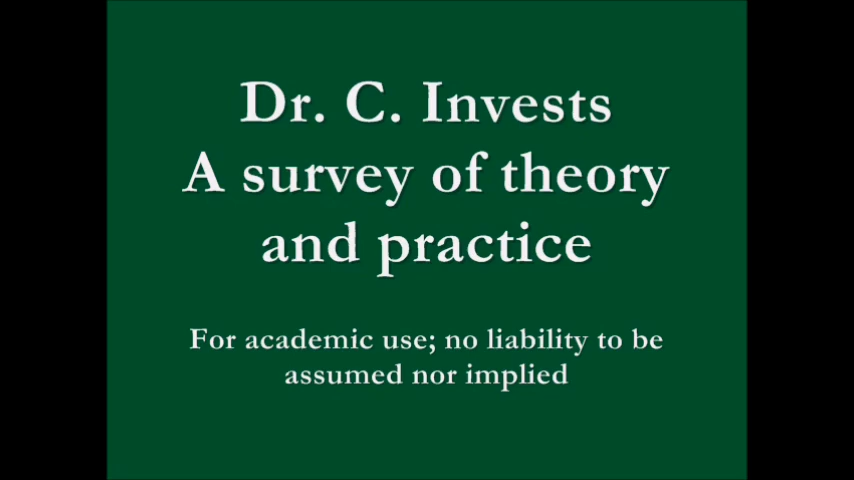 Dr. C. Invests
A survey of theory
and practice
For academic use; no liability to be
assumed nor implied